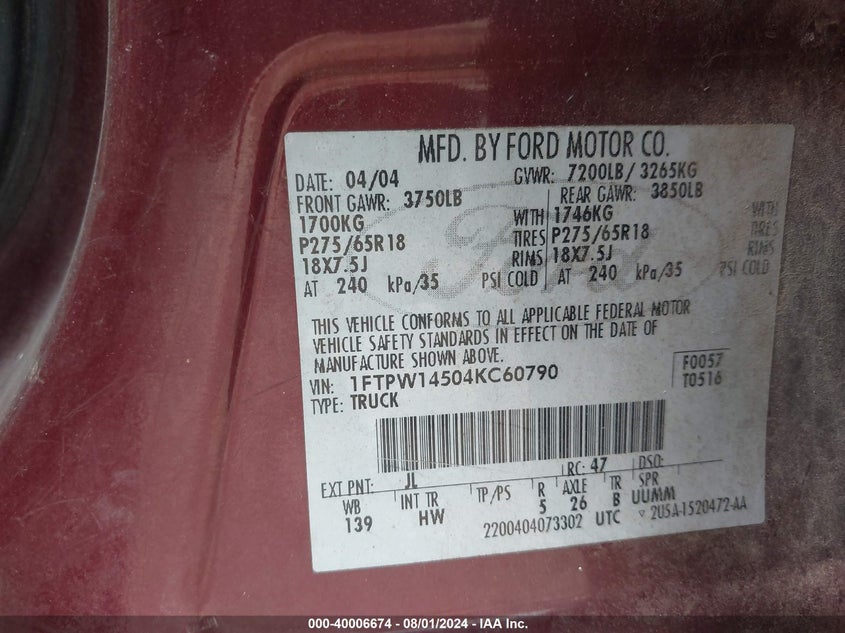 MFD. BY FORD MOTOR CO.
DATE: 04/04 GVWR: 7200LB / 3265KG
FRONT GAWR: 3750LB REAR GAWR: 3850LB
1700KG WITH 1746KG WITH
P275/65R18 TIRES P275/65R18 TIRES
18X7.5J RIMS 18X7.5J RIMS
AT 240 kPa/35 PSI COLD AT 240 kPa/35 PSI COLD
Ford
THIS VEHICLE CONFORMS TO ALL APPLICABLE FEDERAL MOTOR
VEHICLE SAFETY STANDARDS IN EFFECT ON THE DATE OF
MANUFACTURE SHOWN ABOVE.
VIN: 1FTPW14504KC60790 F0057
TYPE: TRUCK T0516
EXT PNT: JL RC: 47 DSO:
WB INT TR TP/PS R AXLE TR SPR
139 HW 5 26 B UUMM
2200404073302 UTC 2U5A-1520472-AA
000-40006674 - 08/01/2024 - IAA Inc.